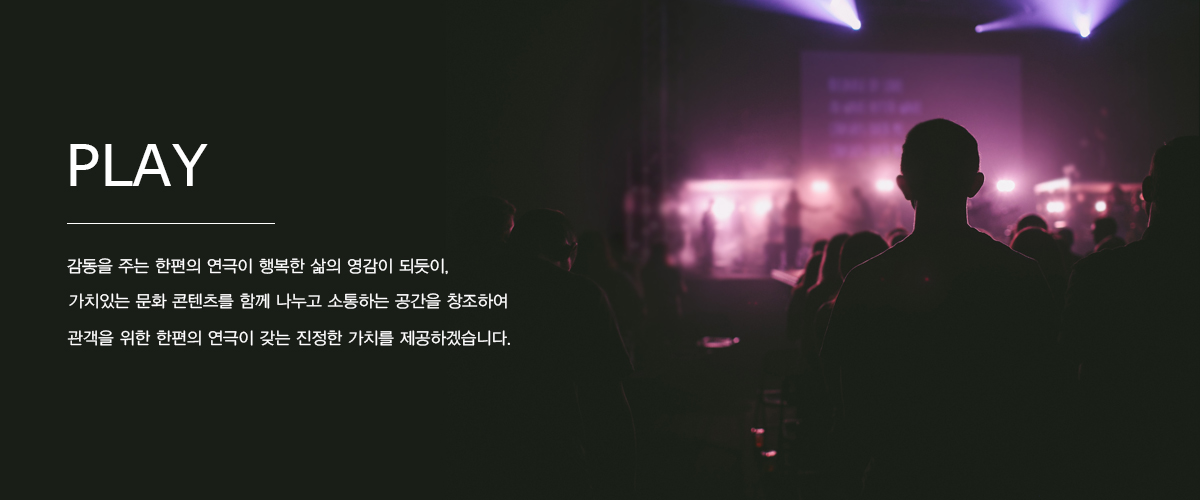 PLAY
감동을 주는 한편의 연극이 행복한 삶의 영감이 되듯이,
가치있는 문화 콘텐츠를 함께 나누고 소통하는 공간을 창조하여
관객을 위한 한편의 연극이 갖는 진정한 가치를 제공하겠습니다.